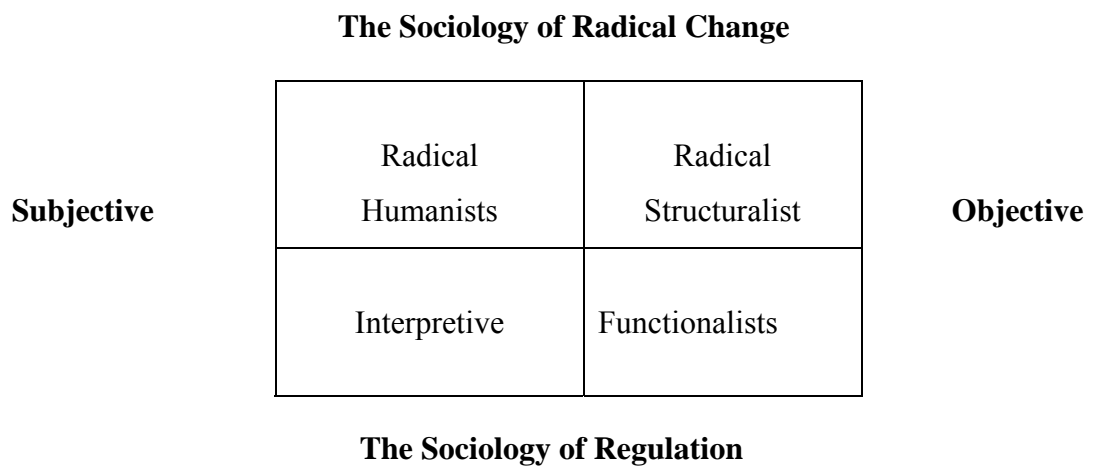 The Sociology of Radical Change
Radical
Humanists
Radical
Structuralist
Subjective
Objective
Interpretive
Functionalists
The Sociology of Regulation